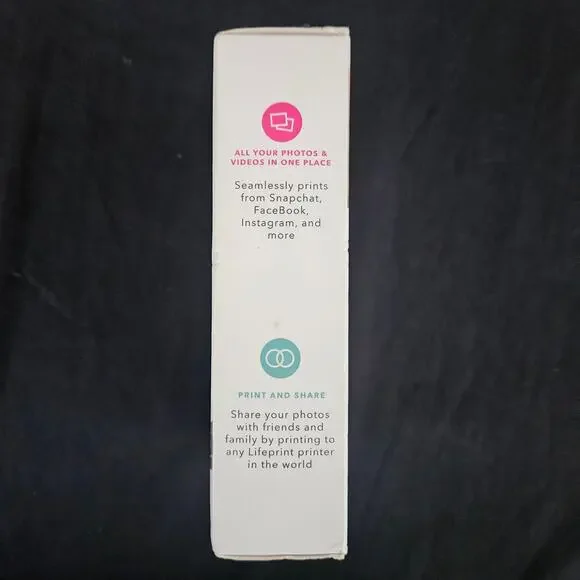 ALL YOUR PHOTOS &
VIDEOS IN ONE PLACE
Seamlessly prints
from Snapchat,
FaceBook,
Instagram, and
more
PRINT AND SHARE
Share your photos
with friends and
family by printing to
any Lifeprint printer
in the world